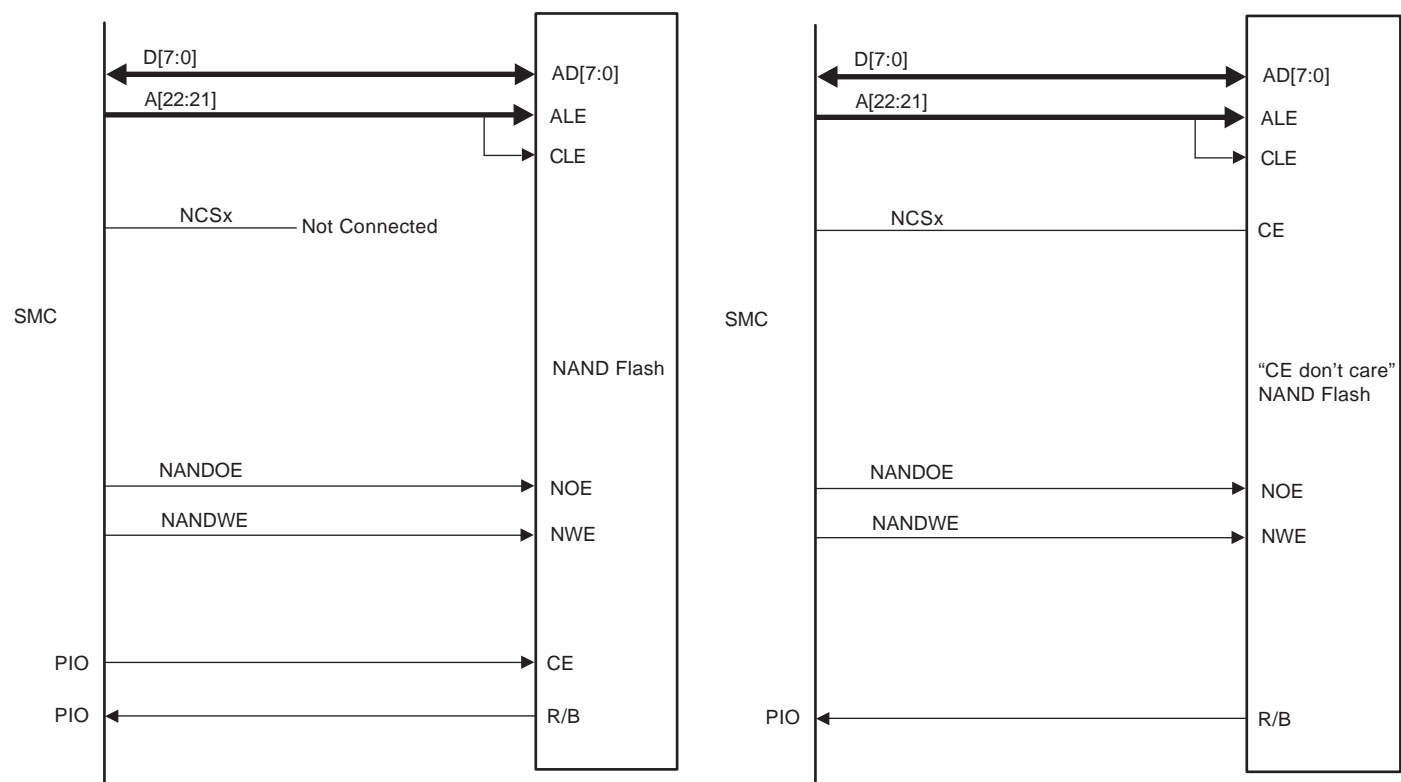 D[7:0]
AD[7:0]
A[22:21]
ALE
CLE
NCSx
Not Connected
SMC
NAND Flash
NANDOE
NOE
NANDWE
NWE
PIO
CE
PIO
R/B
D[7:0]
AD[7:0]
A[22:21]
ALE
CLE
NCSx
CE
SMC
“CE don’t care”
NAND Flash
NANDOE
NOE
NANDWE
NWE
PIO
R/B